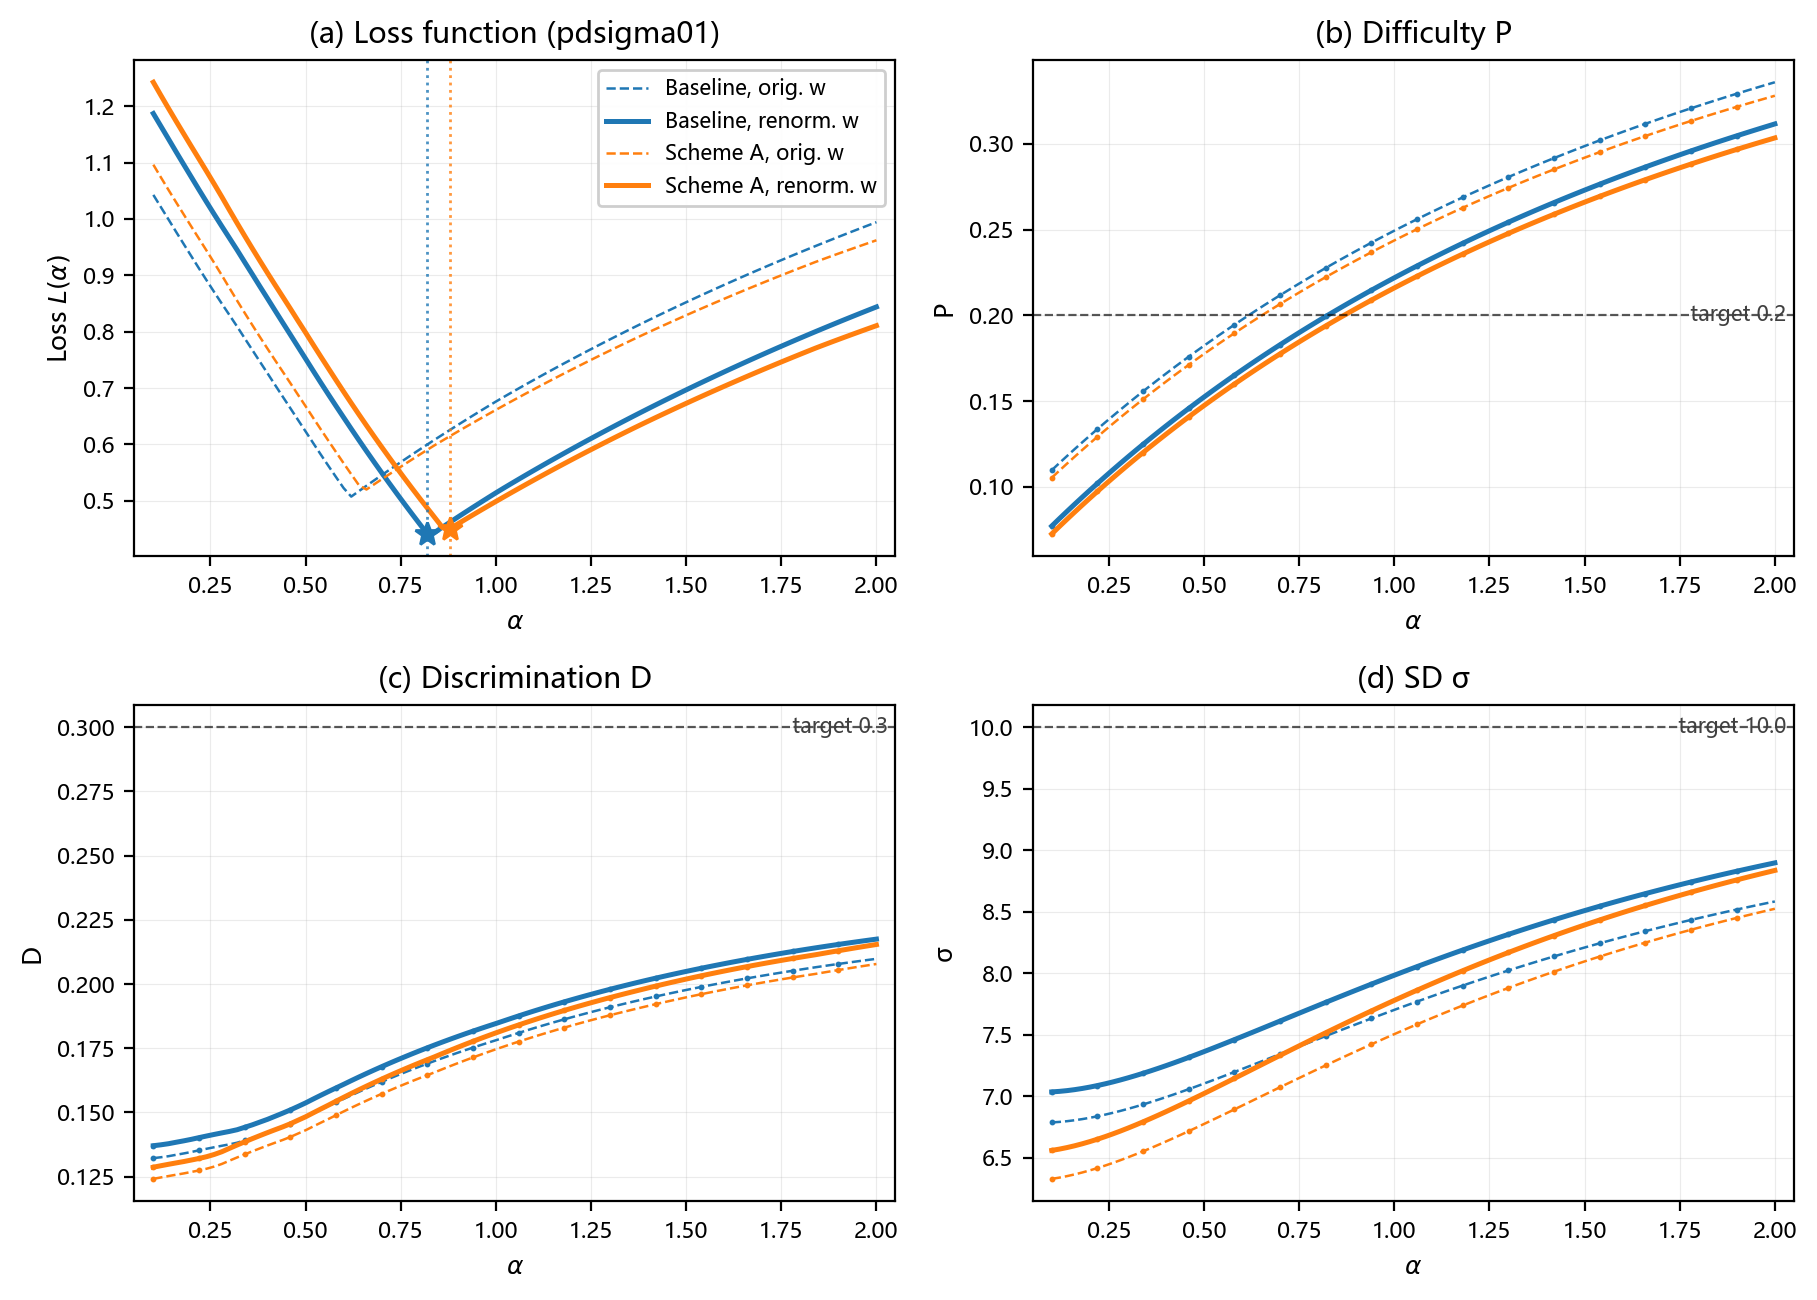 (a) Loss function (pdsigma01)
Loss L(α)
1.2
1.1
1.0
0.9
0.8
0.7
0.6
0.5
Baseline, orig. w
Baseline, renorm. w
Scheme A, orig. w
Scheme A, renorm. w
0.25 0.50 0.75 1.00 1.25 1.50 1.75 2.00
α
(b) Difficulty P
P
0.30
0.25
0.20
0.15
0.10
target 0.2
0.25 0.50 0.75 1.00 1.25 1.50 1.75 2.00
α
(c) Discrimination D
D
0.300
0.275
0.250
0.225
0.200
0.175
0.150
0.125
target 0.3
0.25 0.50 0.75 1.00 1.25 1.50 1.75 2.00
α
(d) SD σ
σ
10.0
9.5
9.0
8.5
8.0
7.5
7.0
6.5
target 10.0
0.25 0.50 0.75 1.00 1.25 1.50 1.75 2.00
α